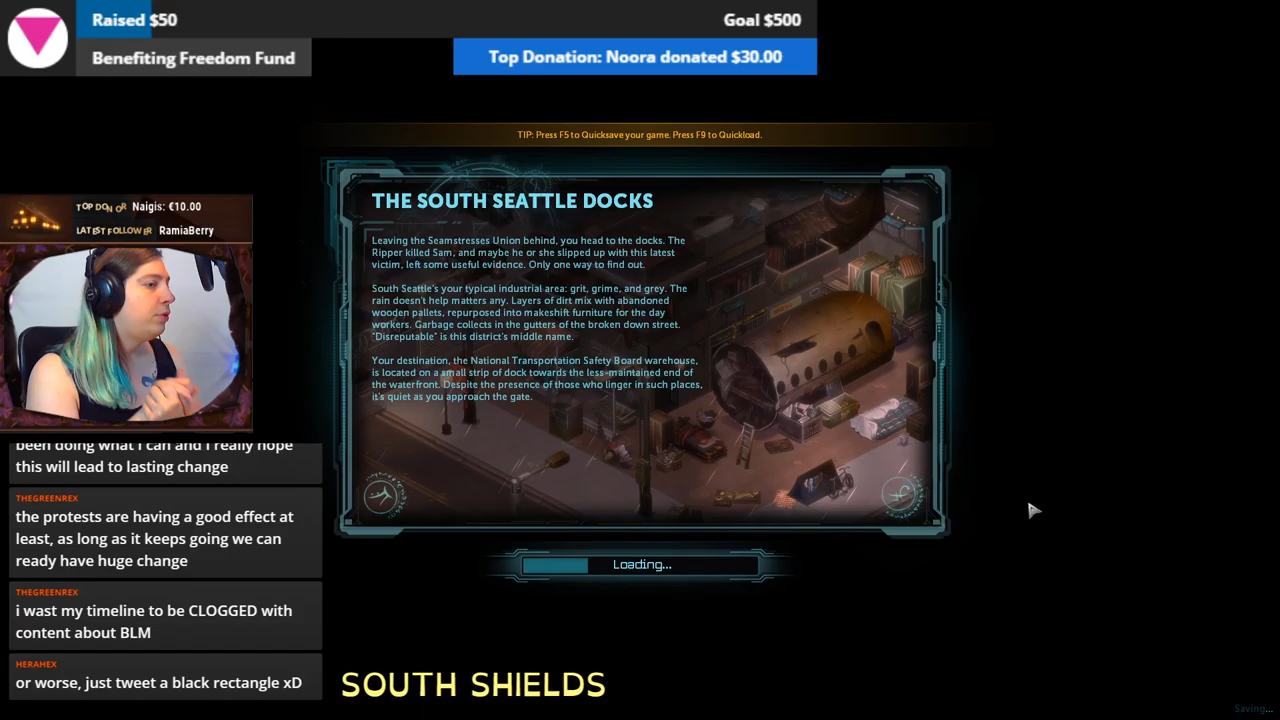 Raised $50
Goal $500
Benefiting Freedom Fund
Top Donation: Noora donated $30.00
TIP: Press F5 to Quicksave your game. Press F9 to Quickload.
TOP DONOR Naigis: €10.00
LATEST FOLLOWER RamiaBerry
THE SOUTH SEATTLE DOCKS
Leaving the Seamstresses Union behind, you head to the docks. The
Ripper killed Sam, and maybe he or she slipped up with this latest
victim, left some useful evidence. Only one way to find out.
South Seattle's your typical industrial area: grit, grime, and grey. The
rain doesn't help matters any. Layers of dirt mix with abandoned
wooden pallets, repurposed into makeshift furniture for the day
workers. Garbage collects in the gutters of the broken down street.
"Disreputable" is this district's middle name.
Your destination, the National Transportation Safety Board warehouse,
is located on a small strip of dock towards the less-maintained end of
the waterfront. Despite the presence of those who linger in such places,
it's quiet as you approach the gate.
Loading...
been doing what i can and i really hope
this will lead to lasting change
THEGREENREX
the protests are having a good effect at
least, as long as it keeps going we can
ready have huge change
THEGREENREX
i wast my timeline to be CLOGGED with
content about BLM
HERAHEX
or worse, just tweet a black rectangle xD
SOUTH SHIELDS
Saving...